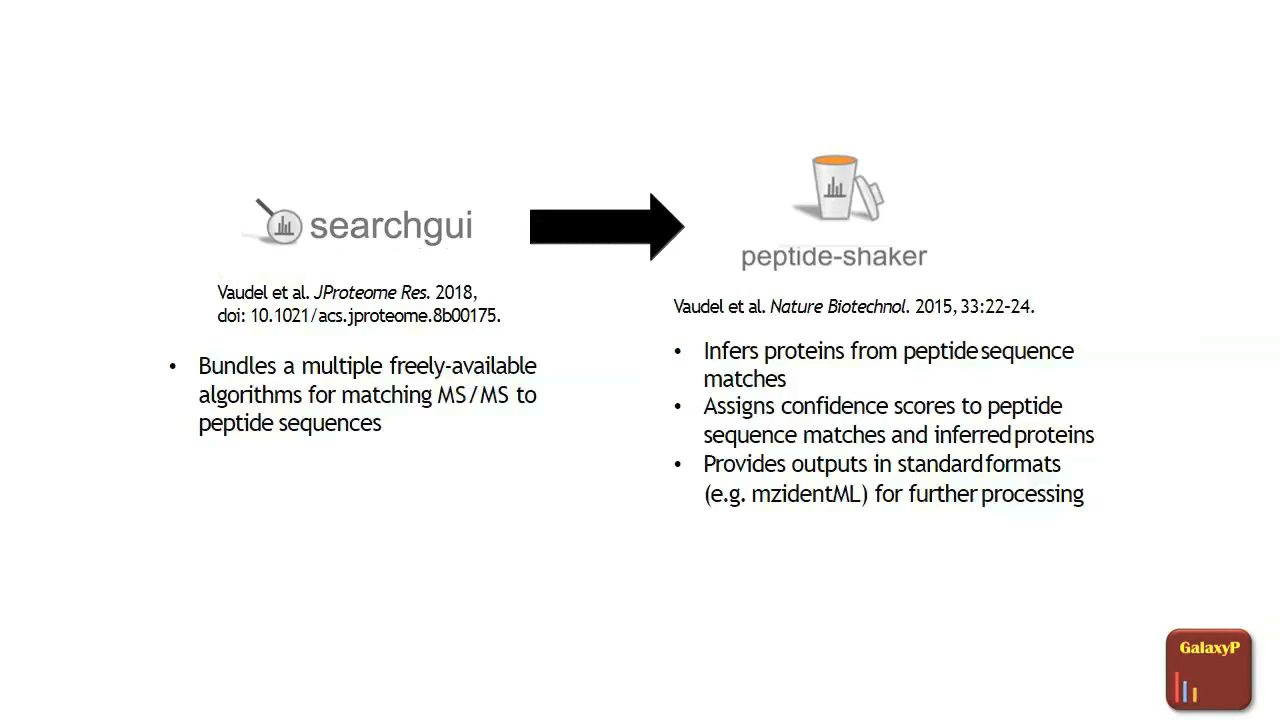 searchgui
Vaudel et al. JProteome Res. 2018,
doi: 10.1021/acs.jproteome.8b00175.
• Bundles a multiple freely-available
algorithms for matching MS/MS to
peptide sequences
peptide-shaker
Vaudel et al. Nature Biotechnol. 2015, 33:22–24.
• Infers proteins from peptide sequence
matches
• Assigns confidence scores to peptide
sequence matches and inferred proteins
• Provides outputs in standard formats
(e.g. mzidentML) for further processing
GalaxyP